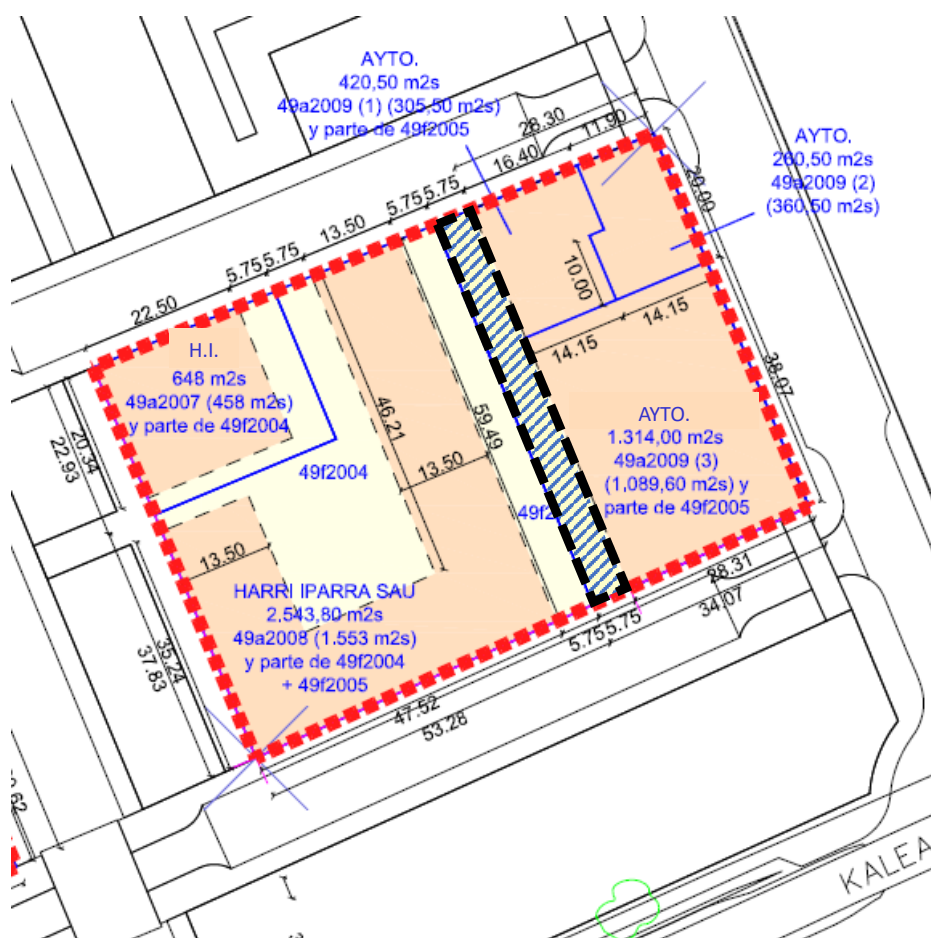 AYTO.
420,50 m2s
49a2009 (1) (305,50 m2s)
y parte de 49f2005
AYTO.
260,50 m2s
49a2009 (2)
(360,50 m2s)
28.30
11.90
16.40
20.00
5.75
5.75
13.50
5.75
5.75
22.50
10.00
14.15
14.15
38.07
H.I.
648 m2s
49a2007 (458 m2s)
y parte de 49f2004
20.34
22.93
46.21
59.49
13.50
49f2004
AYTO.
1.314,00 m2s
49a2009 (3)
(1,089,60 m2s) y
parte de 49f2005
49f2
13.50
HARRI IPARRA SAU
2.543,80 m2s
49a2008 (1.553 m2s)
y parte de 49f2004
+ 49f2005
35.24
37.83
28.31
34.07
5.75
5.75
47.52
53.28
KALEA